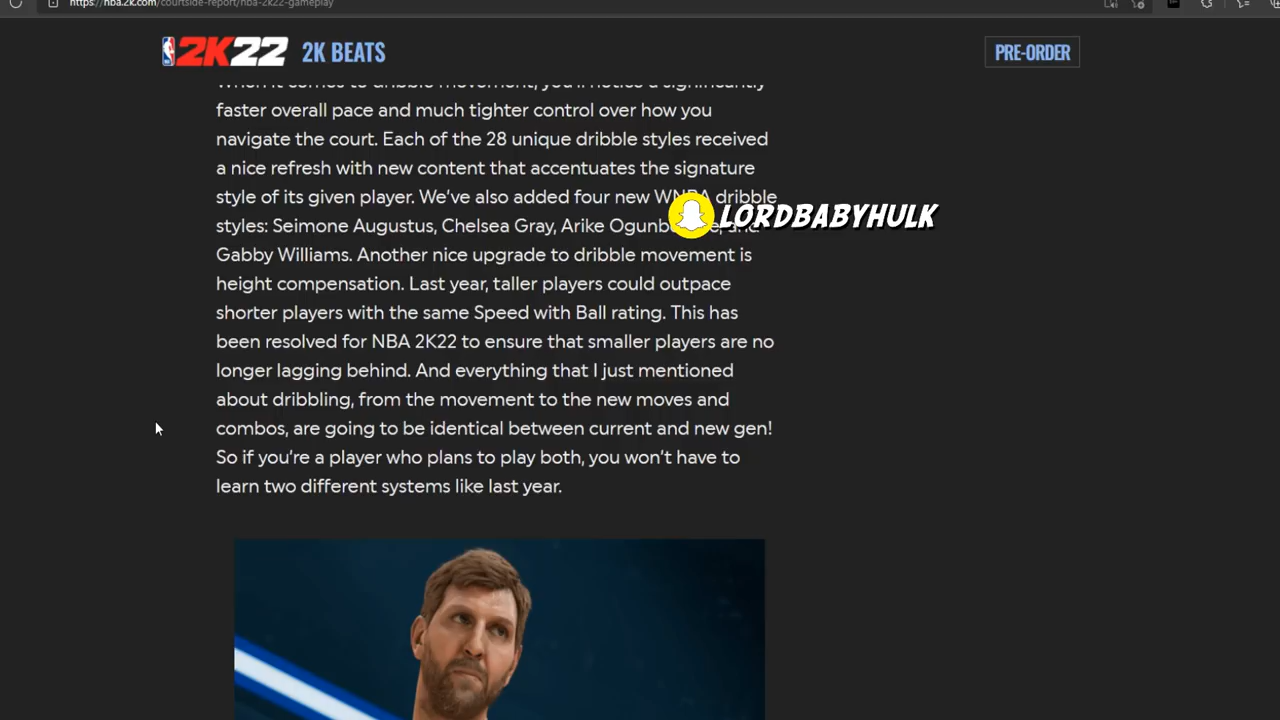 https://nba.2k.com/courtside-report/nba-2k22-gameplay
NBA 2K22 2K BEATS
PRE-ORDER
When it comes to dribble movement, you'll notice a significantly
faster overall pace and much tighter control over how you
navigate the court. Each of the 28 unique dribble styles received
a nice refresh with new content that accentuates the signature
style of its given player. We've also added four new WNBA dribble
styles: Seimone Augustus, Chelsea Gray, Arike and
LORDBABYHULK
Gabby Williams. Another nice upgrade to dribble movement is
height compensation. Last year, taller players could outpace
shorter players with the same Speed with Ball rating. This has
been resolved for NBA 2K22 to ensure that smaller players are no
longer lagging behind. And everything that I just mentioned
about dribbling, from the movement to the new moves and
combos, are going to be identical between current and new gen!
So if you're a player who plans to play both, you won't have to
learn two different systems like last year.